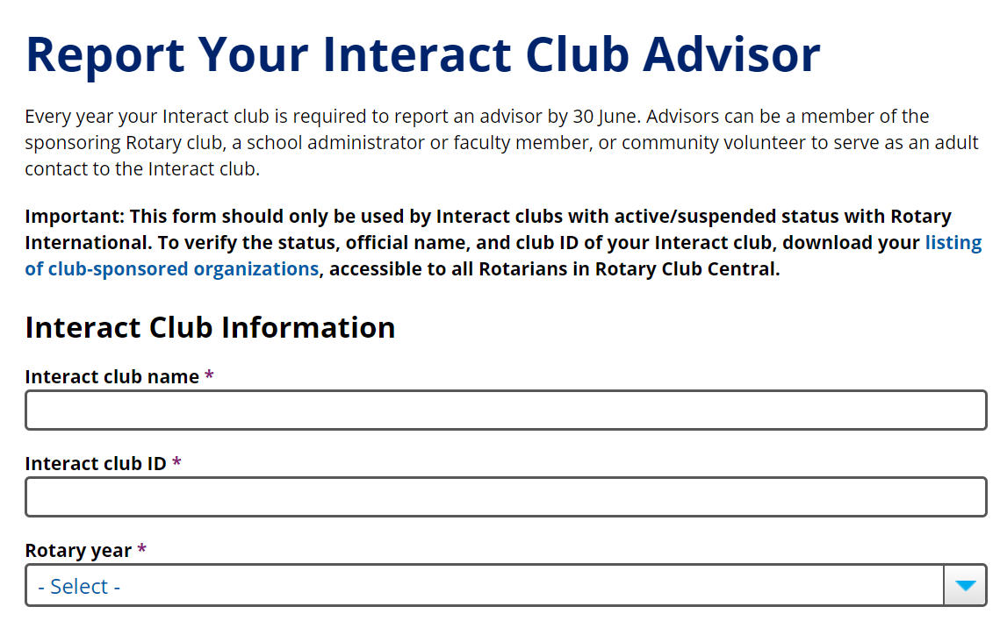 Report Your Interact Club Advisor
Every year your Interact club is required to report an advisor by 30 June. Advisors can be a member of the
sponsoring Rotary club, a school administrator or faculty member, or community volunteer to serve as an adult
contact to the Interact club.
Important: This form should only be used by Interact clubs with active/suspended status with Rotary
International. To verify the status, official name, and club ID of your Interact club, download your listing
of club-sponsored organizations, accessible to all Rotarians in Rotary Club Central.
Interact Club Information
Interact club name *
Interact club ID *
Rotary year *
- Select -